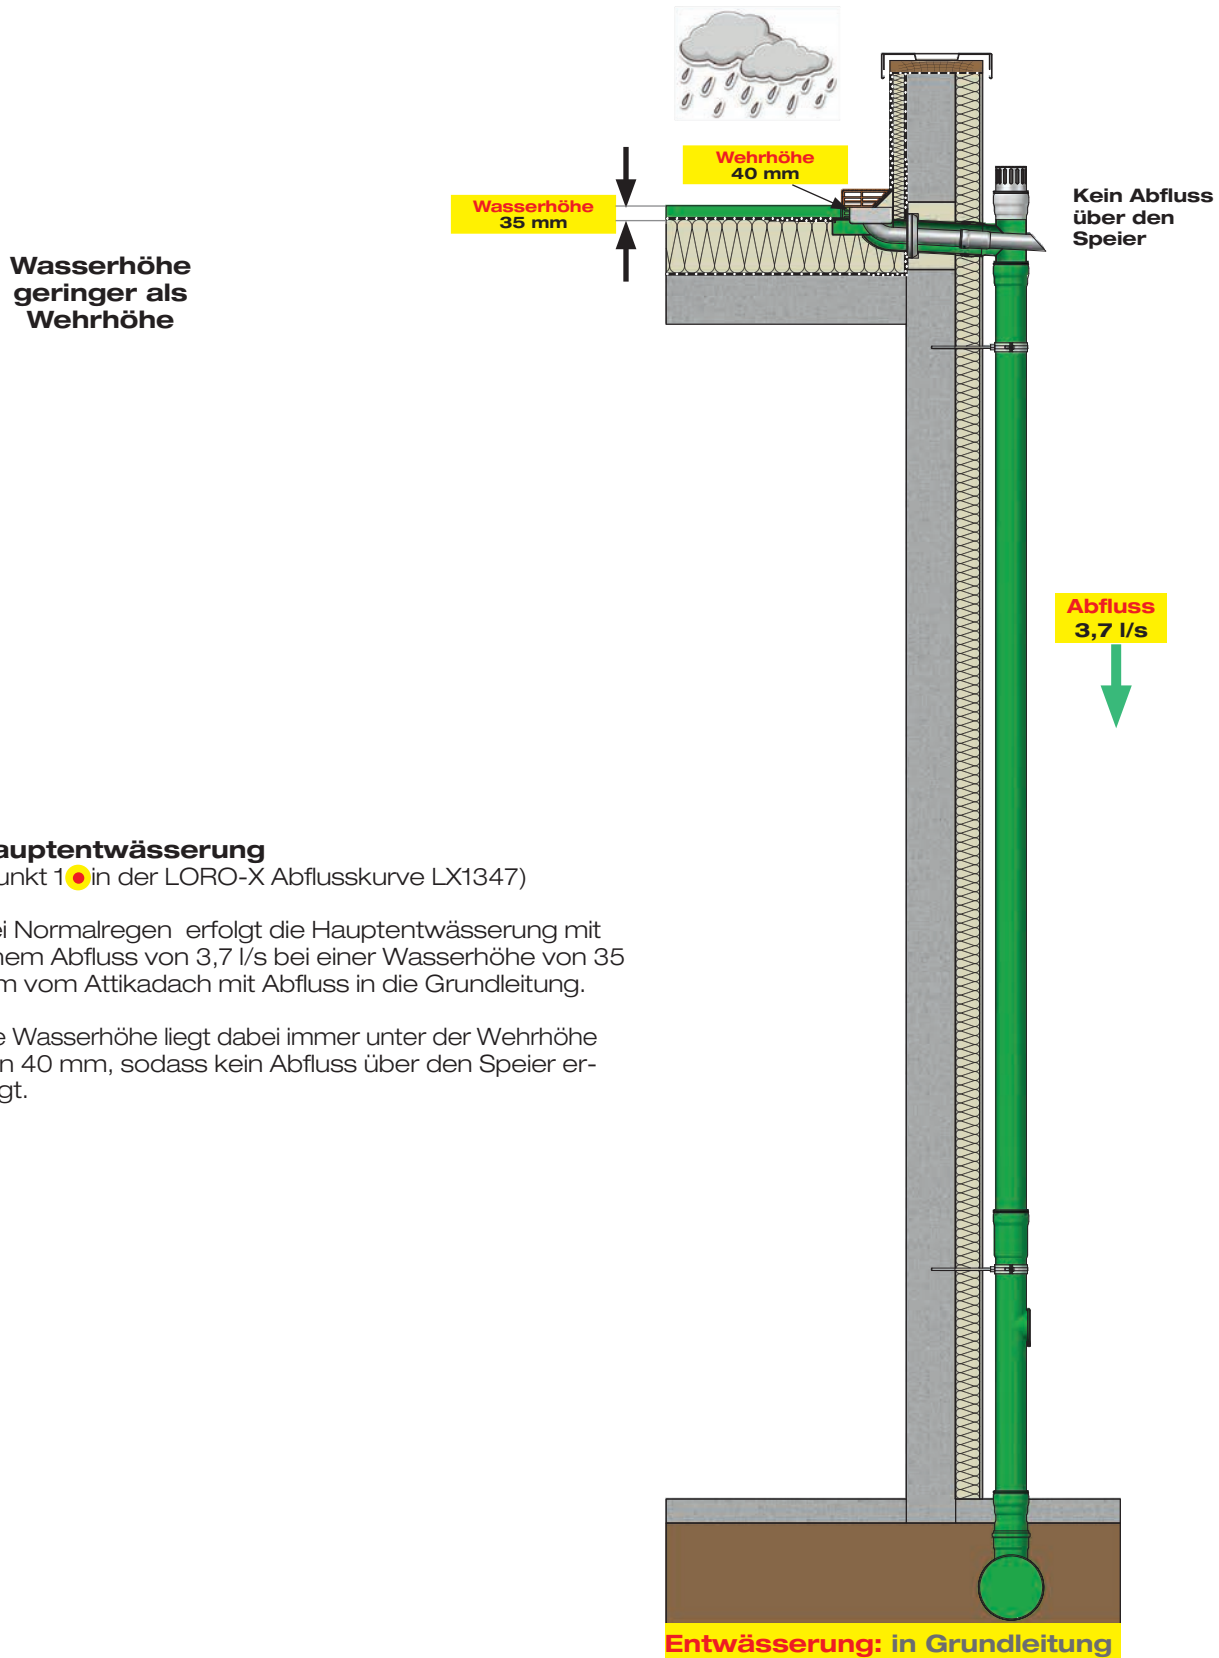 Wehrhöhe
40 mm
Wasserhöhe
35 mm
Kein Abfluss
über den
Speier
Wasserhöhe
geringer als
Wehrhöhe
Abfluss
3,7 l/s
auptentwässerung
unkt 1 in der LORO-X Abflusskurve LX1347)
ei Normalregen erfolgt die Hauptentwässerung mit
nem Abfluss von 3,7 l/s bei einer Wasserhöhe von 35
m vom Attikadach mit Abfluss in die Grundleitung.
e Wasserhöhe liegt dabei immer unter der Wehrhöhe
n 40 mm, sodass kein Abfluss über den Speier er-
gt.
Entwässerung: in Grundleitung